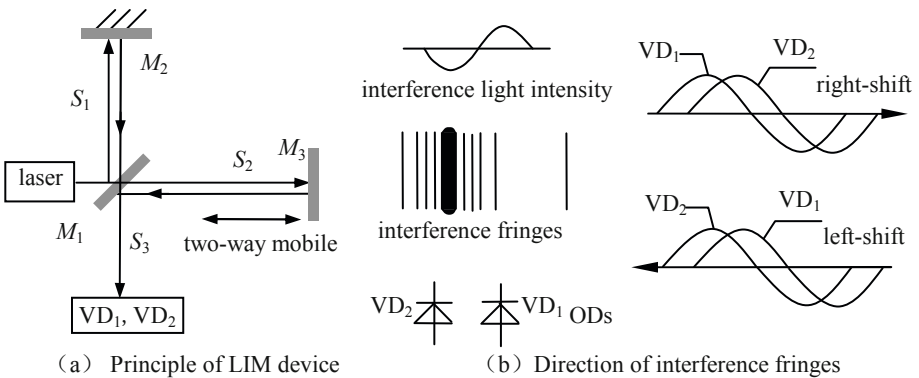 M₂
S₁
laser
S₂
M₃
M₁
S₃
two-way mobile
VD₁, VD₂
（a） Principle of LIM device
interference light intensity
interference fringes
VD₂
VD₁ ODs
VD₁
VD₂
right-shift
VD₂
VD₁
left-shift
（b）Direction of interference fringes